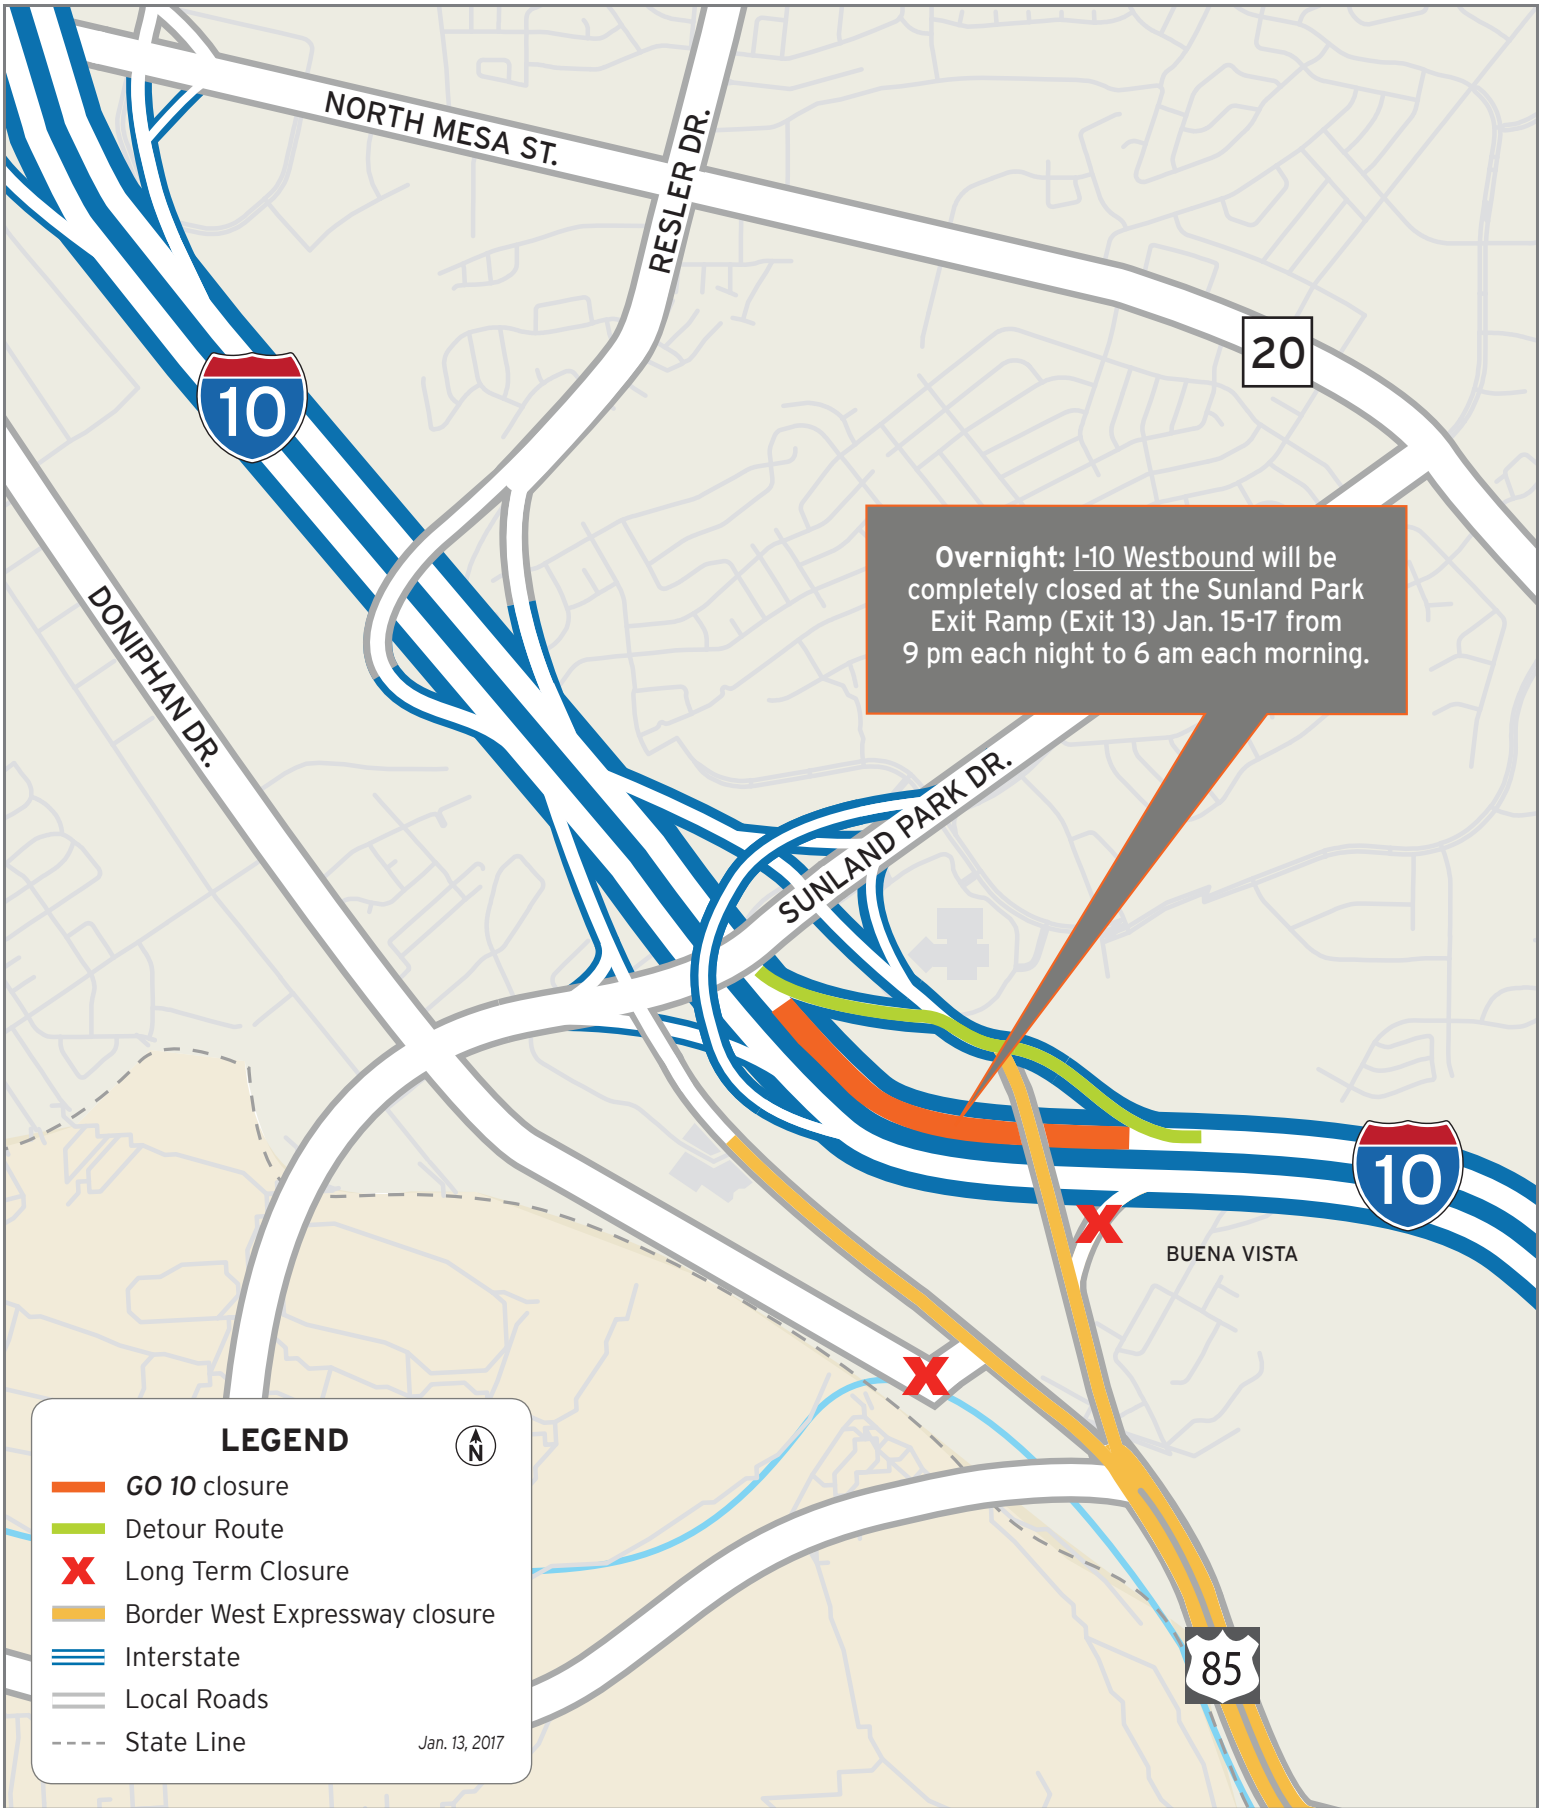 NORTH MESA ST.
RESLER DR.
20
10
DONIPHAN DR.
Overnight: I-10 Westbound will be
completely closed at the Sunland Park
Exit Ramp (Exit 13) Jan. 15-17 from
9 pm each night to 6 am each morning.
SUNLAND PARK DR.
10
X
BUENA VISTA
X
LEGEND
N
GO 10 closure
Detour Route
X Long Term Closure
Border West Expressway closure
Interstate
Local Roads
State Line
Jan. 13, 2017
85